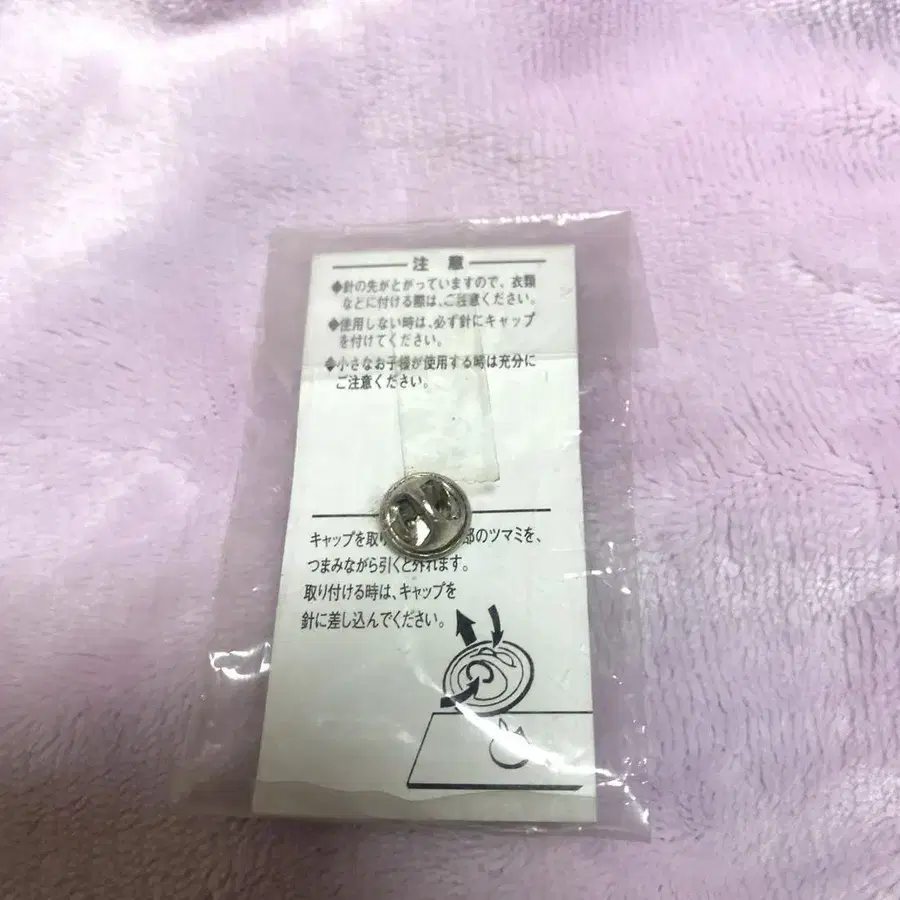 注意
◆針の先がとがっていますので、衣類
などに付ける際は、ご注意ください。
◆使用しない時は、必ず針にキャップ
を付けてください。
◆小さなお子様が使用する時は充分に
ご注意ください。
キャップを取り 部のツマミを、
つまみながら引くと外れます。
取り付ける時は、キャップを
針に差し込んでください。